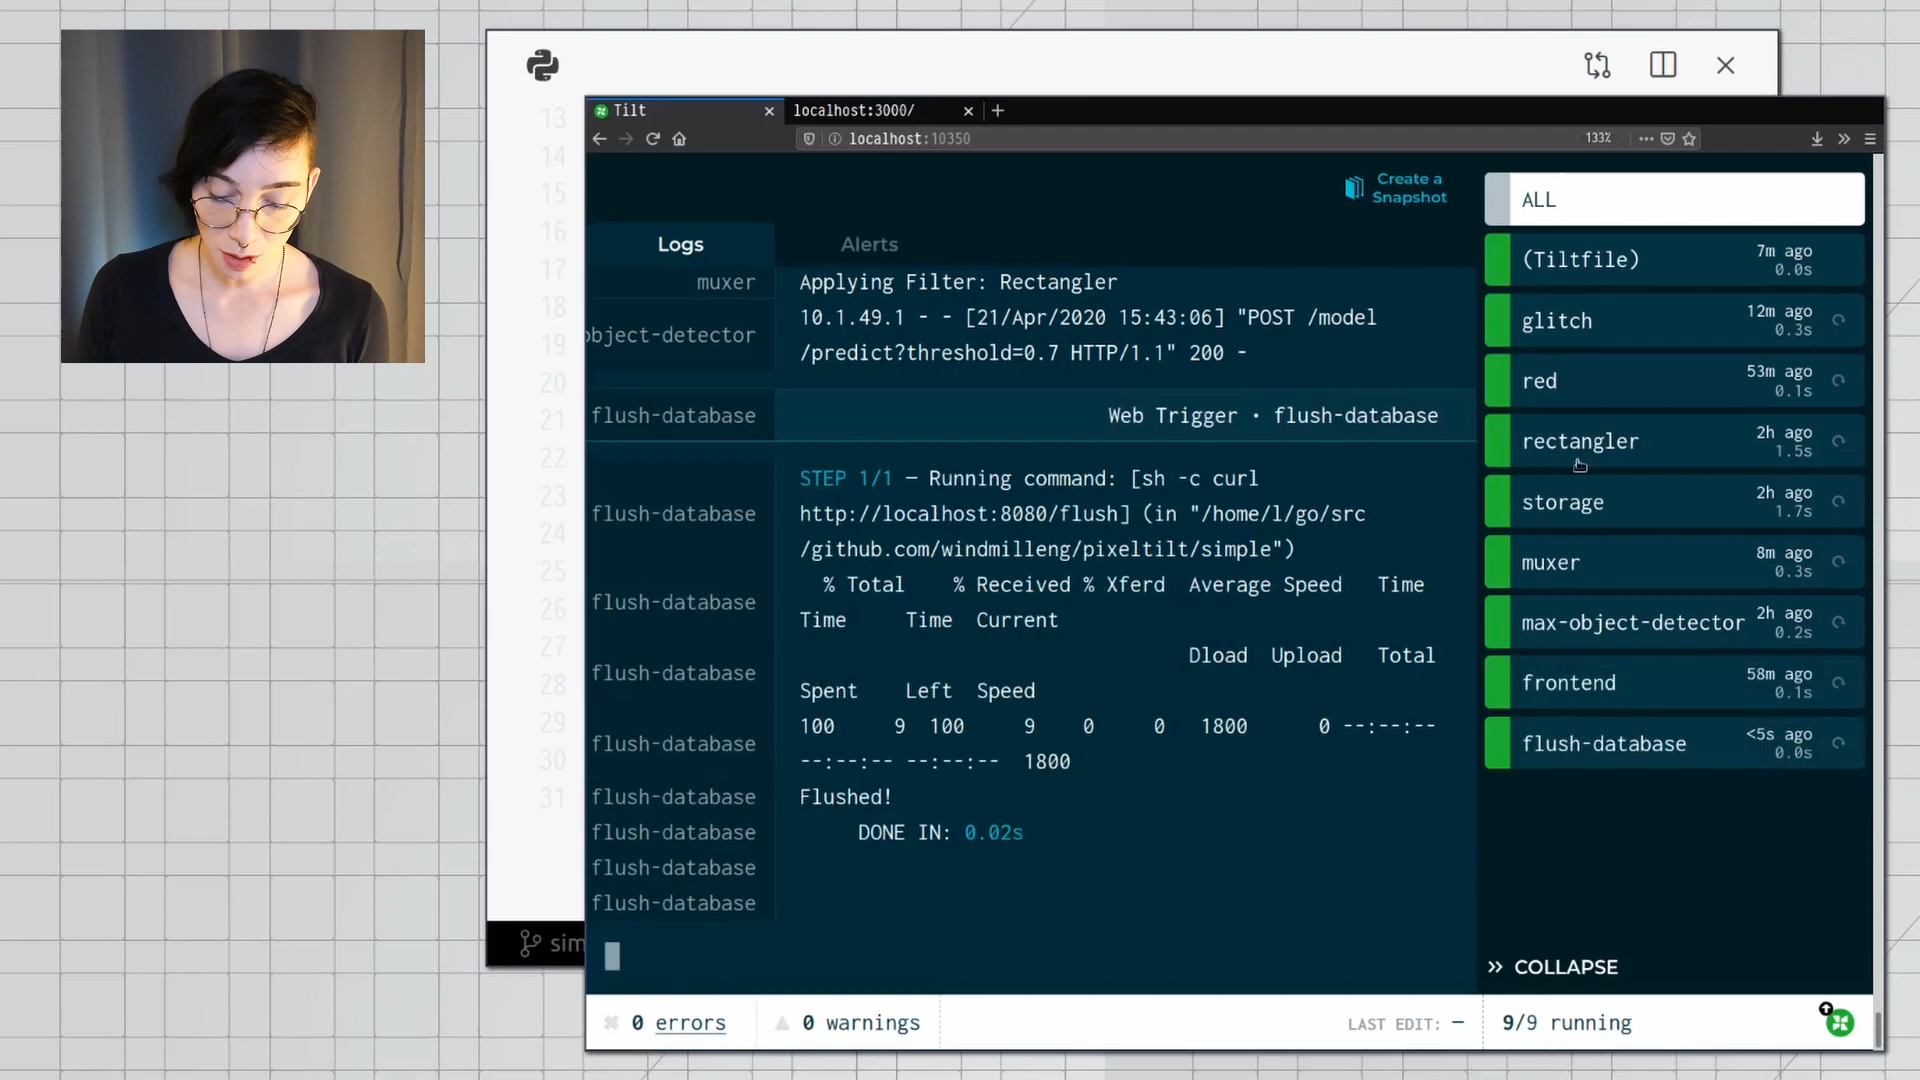 Tilt
localhost:3000/
localhost:10350
133%
Create a
Snapshot
Logs
Alerts
muxer
Applying Filter: Rectangler
object-detector
10.1.49.1 - - [21/Apr/2020 15:43:06] "POST /model
/predict?threshold=0.7 HTTP/1.1" 200 -
flush-database
Web Trigger • flush-database
flush-database
STEP 1/1 — Running command: [sh -c curl
http://localhost:8080/flush] (in "/home/l/go/src
/github.com/windmilleng/pixeltilt/simple")
flush-database
% Total % Received % Xferd Average Speed Time
Time Time Current
flush-database
Dload Upload Total
Spent Left Speed
flush-database
100 9 100 9 0 0 1800 0 --:--:--
--:--:-- --:--:-- 1800
flush-database
Flushed!
flush-database
DONE IN: 0.02s
flush-database
flush-database
ALL
(Tiltfile)
7m ago
0.0s
glitch
12m ago
0.3s
red
53m ago
0.1s
rectangler
2h ago
1.5s
storage
2h ago
1.7s
muxer
8m ago
0.3s
max-object-detector
2h ago
0.2s
frontend
58m ago
0.1s
flush-database
<5s ago
0.0s
COLLAPSE
0 errors
0 warnings
LAST EDIT: —
9/9 running
13
14
15
16
17
18
19
20
21
22
23
24
25
26
27
28
29
30
31
sim